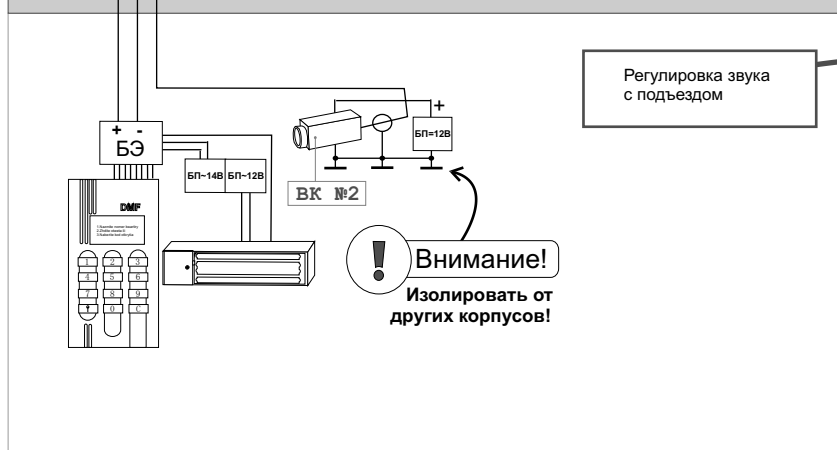 Регулировка звука
с подъездом
+
+ -
БЭ
БП=12В
БП~14В
БП~12В
ВК №2
DMF
1
2
3
4
5
6
7
8
9
0
C
!
Внимание!
Изолировать от
других корпусов!